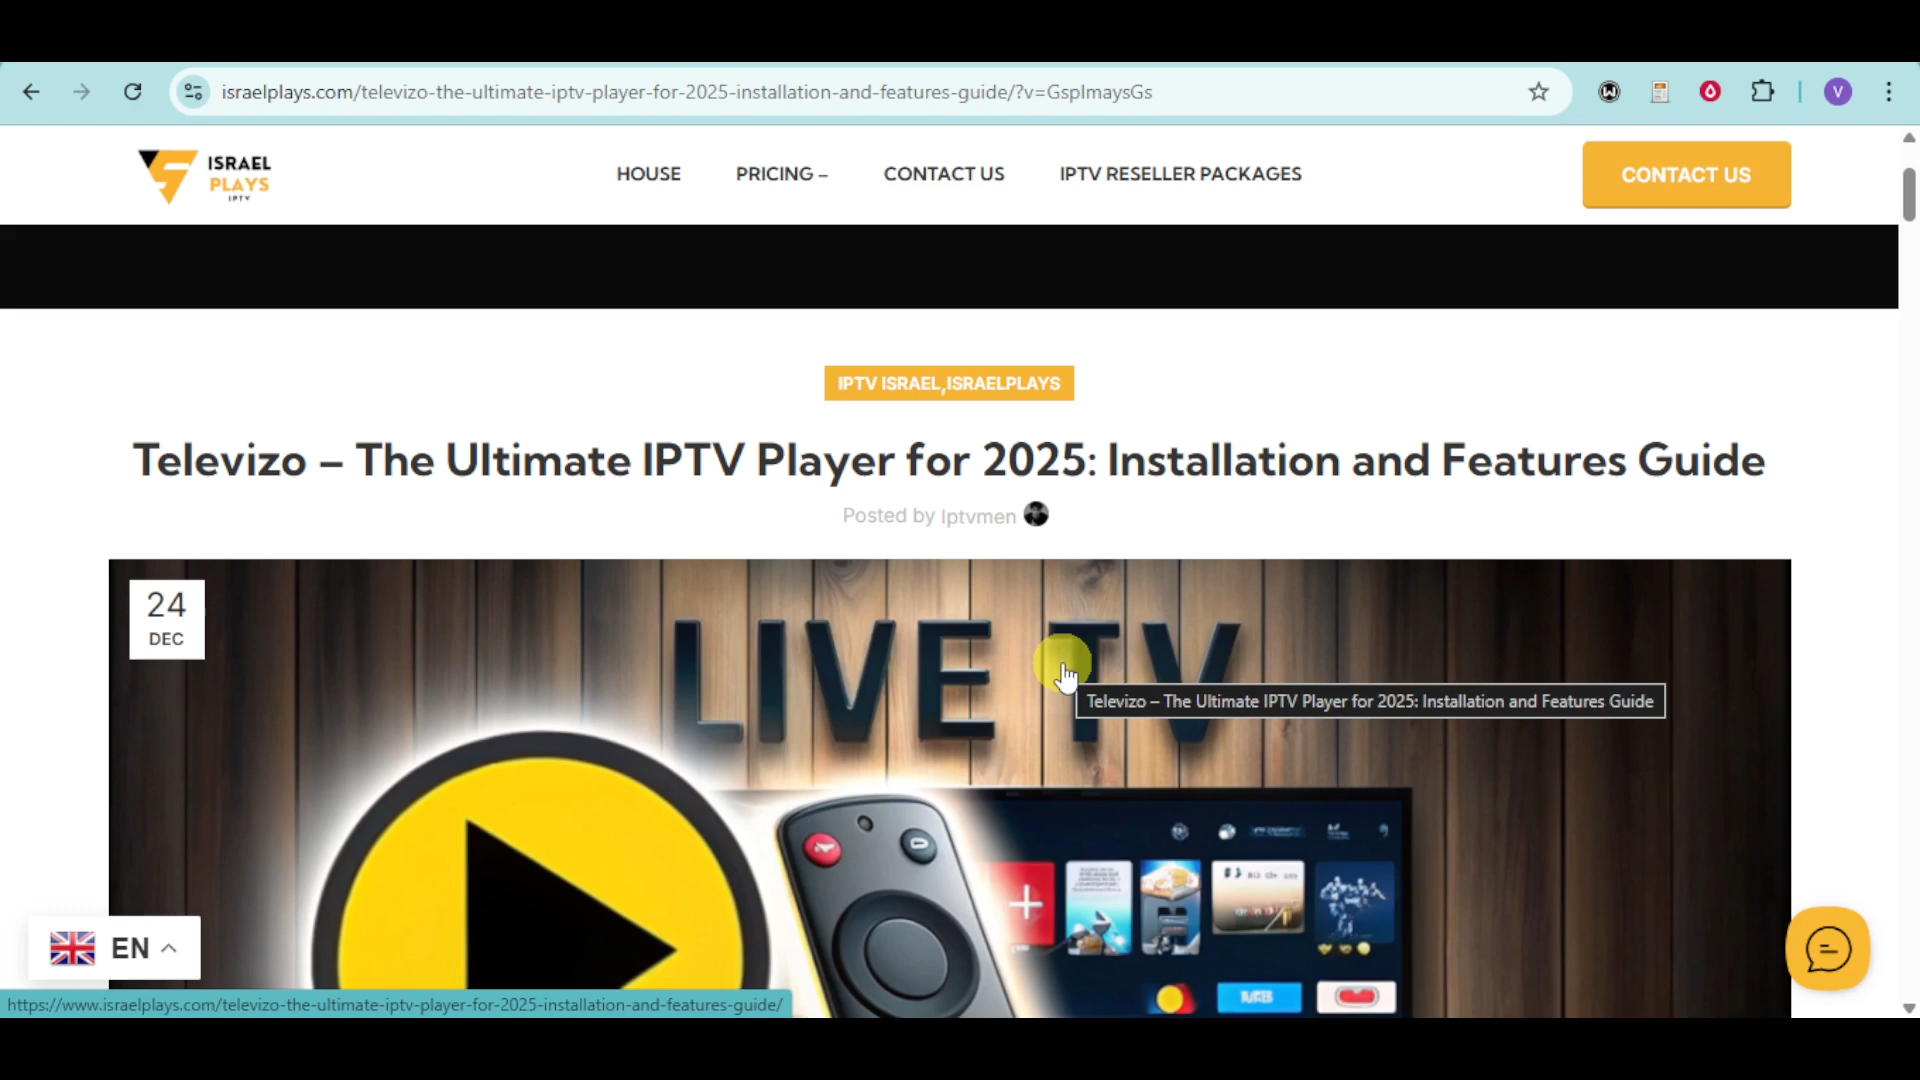 israelplays.com/televizo-the-ultimate-iptv-player-for-2025-installation-and-features-guide/?v=GsplmaysGs
V
ISRAEL
PLAYS
IPTV
HOUSE
PRICING –
CONTACT US
IPTV RESELLER PACKAGES
CONTACT US
IPTV ISRAEL,ISRAELPLAYS
Televizo – The Ultimate IPTV Player for 2025: Installation and Features Guide
Posted by Iptvmen
24
DEC
LIVE TV
Televizo – The Ultimate IPTV Player for 2025: Installation and Features Guide
EN
https://www.israelplays.com/televizo-the-ultimate-iptv-player-for-2025-installation-and-features-guide/